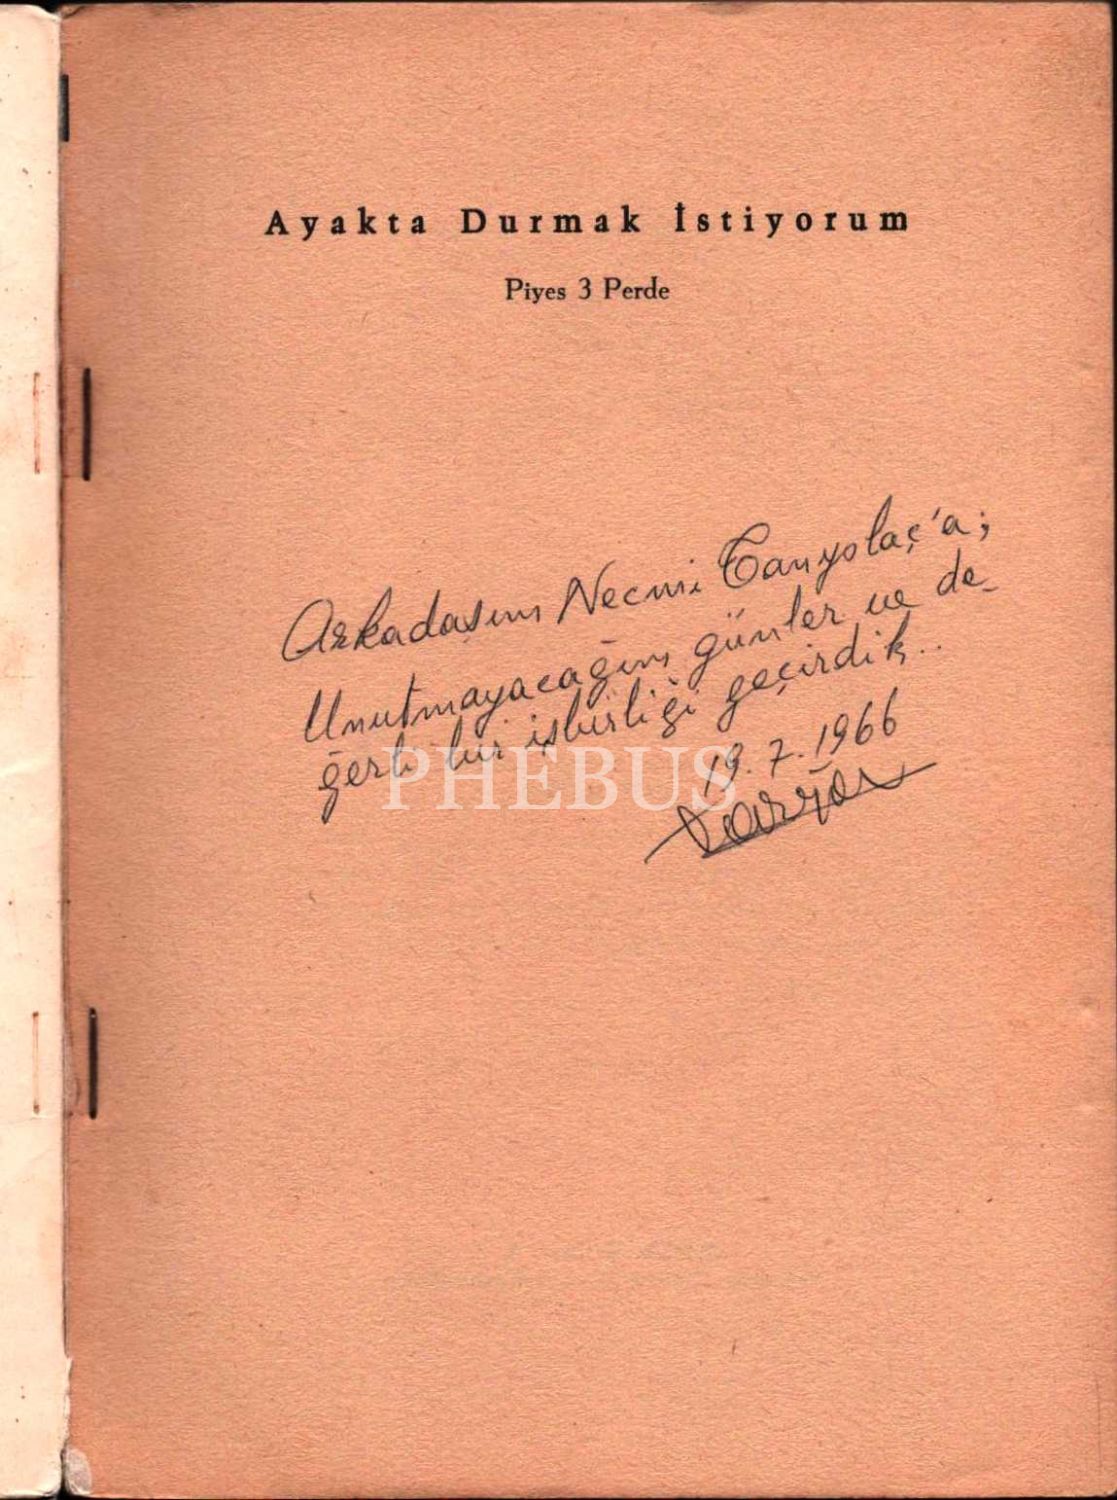 Ayakta Durmak İstiyorum
Piyes 3 Perde
Arkadaşım Necmi Tanyolaç'a;
Unutmayacağım günler ve de-
ğerli bir işbirliği geçirdik..
19.7.1966
PHEBUS